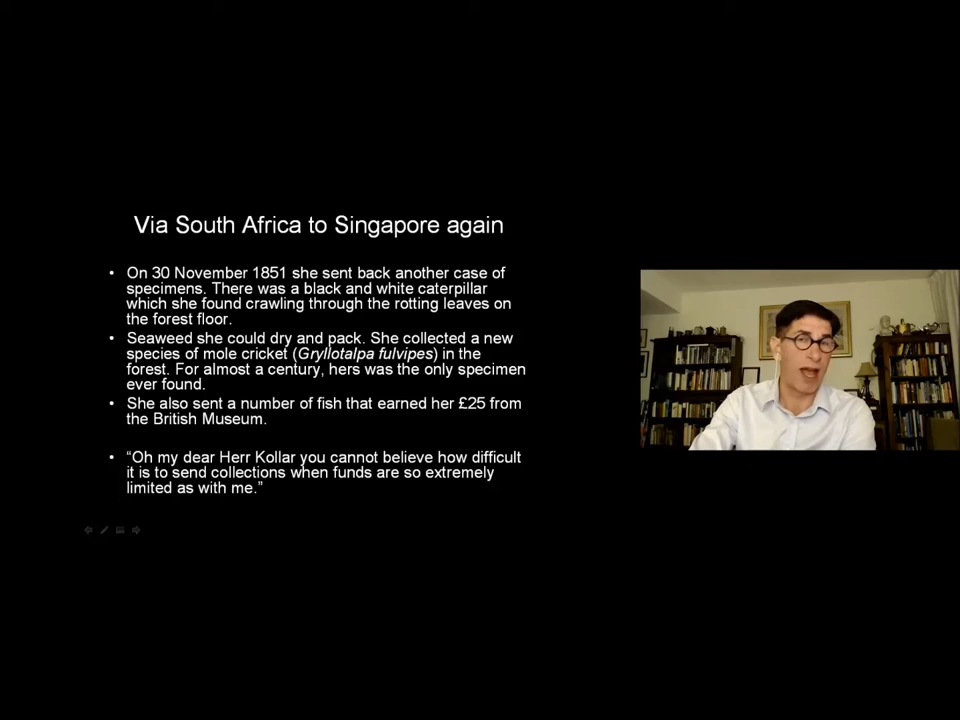 Via South Africa to Singapore again
• On 30 November 1851 she sent back another case of
specimens. There was a black and white caterpillar
which she found crawling through the rotting leaves on
the forest floor.
• Seaweed she could dry and pack. She collected a new
species of mole cricket (Gryllotalpa fulvipes) in the
forest. For almost a century, hers was the only specimen
ever found.
• She also sent a number of fish that earned her £25 from
the British Museum.
• “Oh my dear Herr Kollar you cannot believe how difficult
it is to send collections when funds are so extremely
limited as with me.”